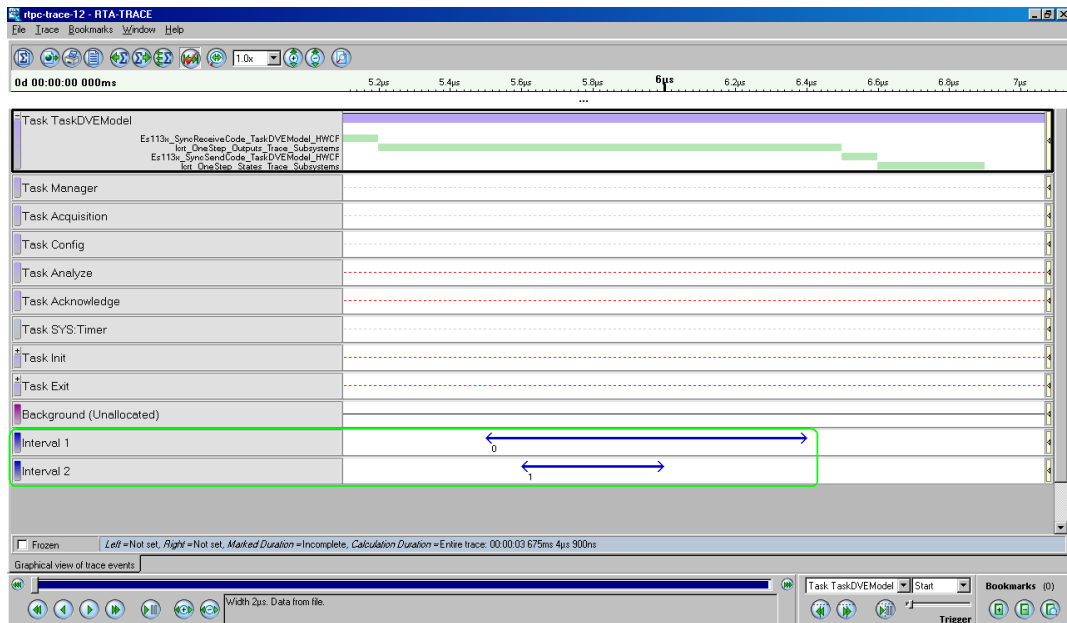 rtpc-trace-12 - RTA-TRACE
File Trace Bookmarks Window Help
1.0x
0d 00:00:00 000ms
5.2µs 5.4µs 5.6µs 5.8µs 6µs 6.2µs 6.4µs 6.6µs 6.8µs 7µs
...
Task TaskDVEModel
Es113x_SyncReceiveCode_TaskDVEModel_HWCF
lcrt_OneStep_Outputs_Trace_Subsystems
Es113x_SyncSendCode_TaskDVEModel_HWCF
lcrt_OneStep_States_Trace_Subsystems
Task Manager
Task Acquisition
Task Config
Task Analyze
Task Acknowledge
Task SYS:Timer
Task Init
Task Exit
Background (Unallocated)
Interval 1
0
Interval 2
1
Frozen Left =Not set, Right =Not set, Marked Duration =Incomplete, Calculation Duration =Entire trace: 00:00:03 675ms 4µs 900ns
Graphical view of trace events
Task TaskDVEModel Start Bookmarks (0)
Width 2µs. Data from file.
Trigger